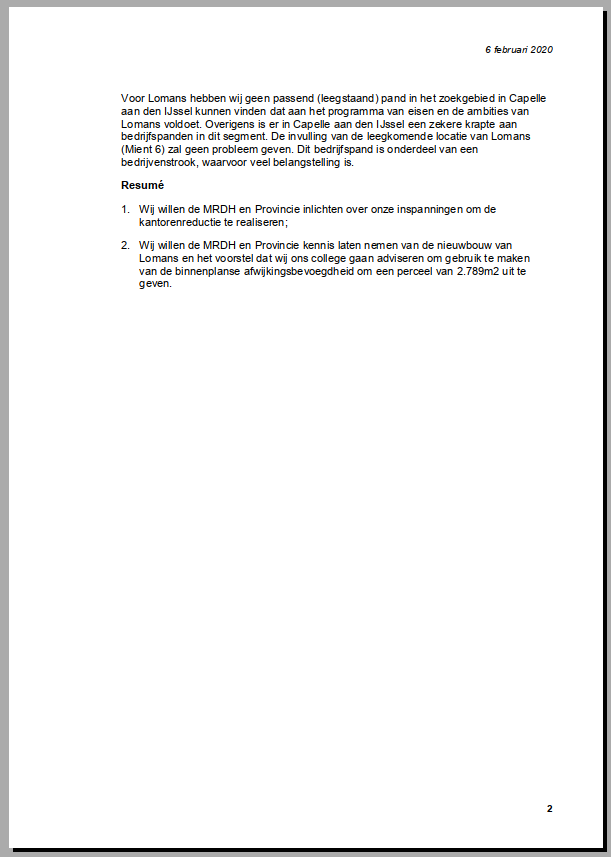 6 februari 2020
Voor Lomans hebben wij geen passend (leegstaand) pand in het zoekgebied in Capelle
aan den IJssel kunnen vinden dat aan het programma van eisen en de ambities van
Lomans voldoet. Overigens is er in Capelle aan den IJssel een zekere krapte aan
bedrijfspanden in dit segment. De invulling van de leegkomende locatie van Lomans
(Mient 6) zal geen probleem geven. Dit bedrijfspand is onderdeel van een
bedrijvenstrook, waarvoor veel belangstelling is.
Resumé
1. Wij willen de MRDH en Provincie inlichten over onze inspanningen om de
kantorenreductie te realiseren;
2. Wij willen de MRDH en Provincie kennis laten nemen van de nieuwbouw van
Lomans en het voorstel dat wij ons college gaan adviseren om gebruik te maken
van de binnenplanse afwijkingsbevoegdheid om een perceel van 2.789m2 uit te
geven.
2